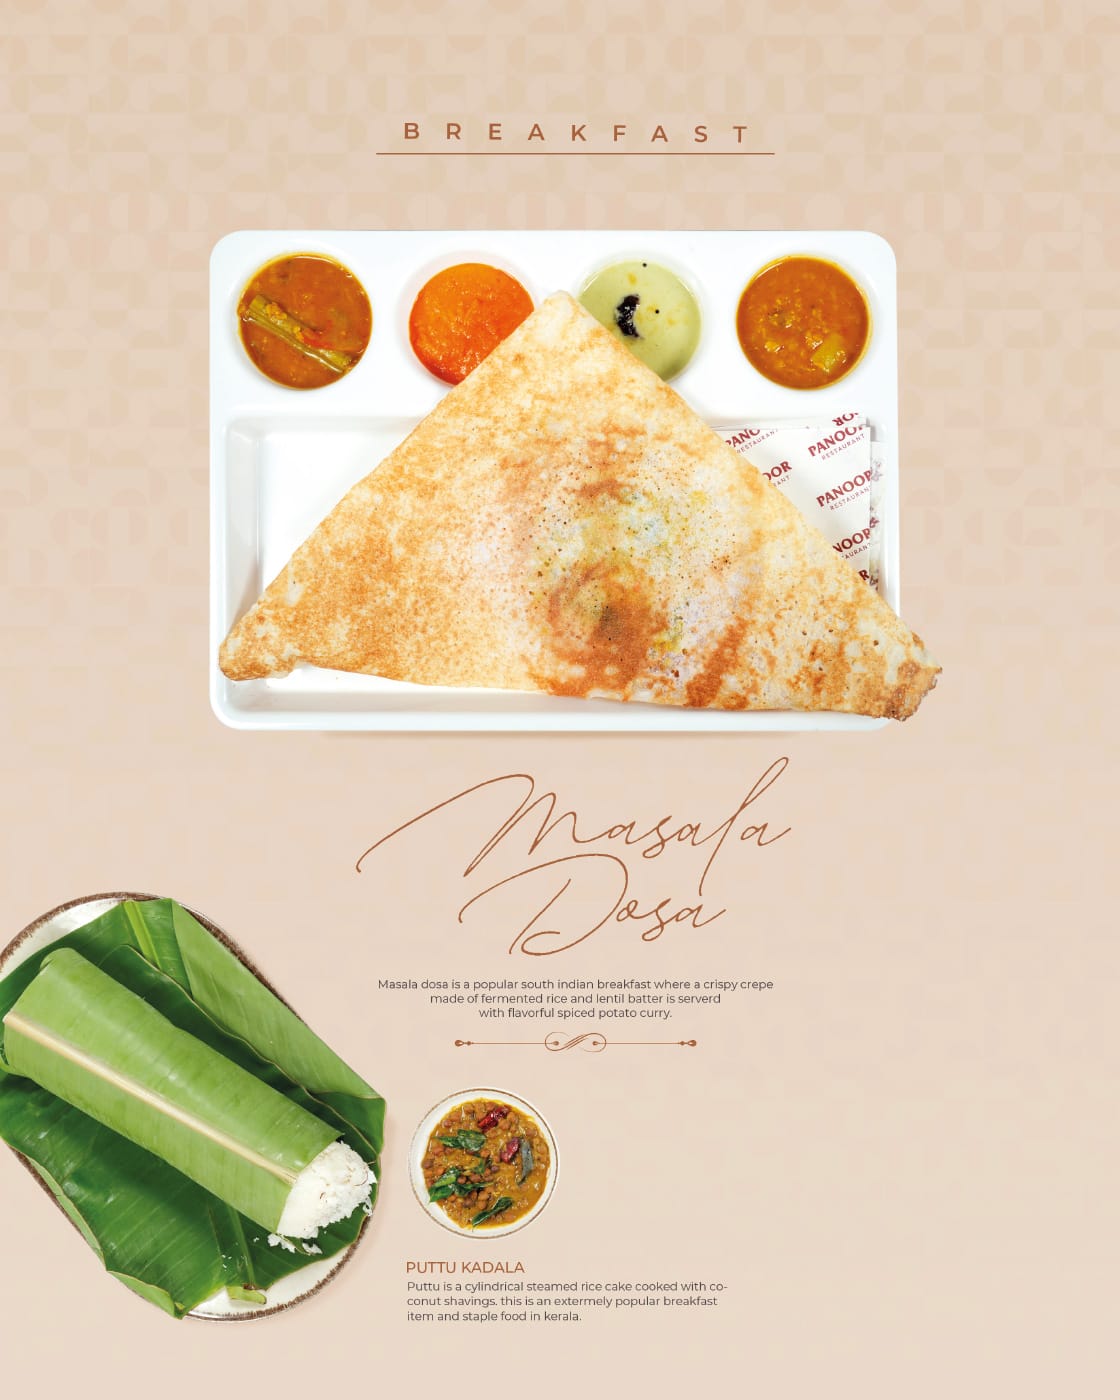 BREAKFAST
PANOOR
RESTAURANT
PANOOR
RESTAURANT
Masala
Dosa
Masala dosa is a popular south indian breakfast where a crispy crepe
made of fermented rice and lentil batter is serverd
with flavorful spiced potato curry.
PUTTU KADALA
Puttu is a cylindrical steamed rice cake cooked with co-
conut shavings. this is an extermely popular breakfast
item and staple food in kerala.